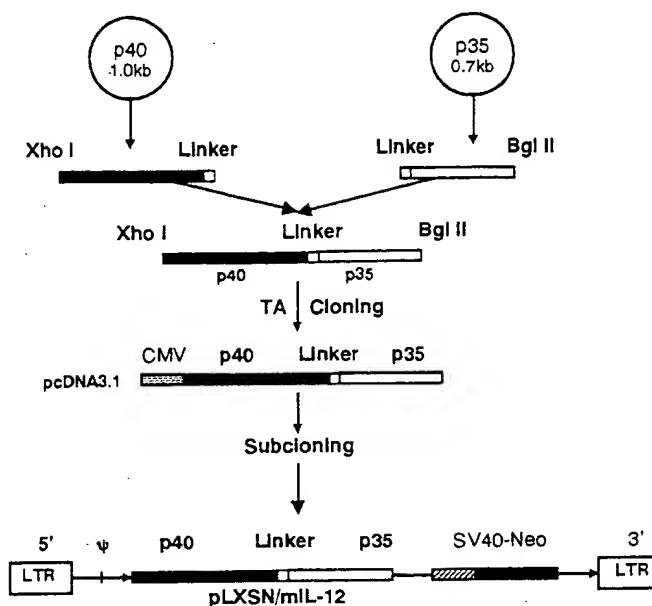 p40
1.0kb
p35
0.7kb
Xho I
Linker
Linker
Bgl II
Xho I
Linker
Bgl II
p40
p35
TA Cloning
CMV
p40
Linker
p35
pcDNA3.1
Subcloning
5'
ψ
p40
Linker
p35
SV40-Neo
3'
LTR
LTR
pLXSN/mIL-12